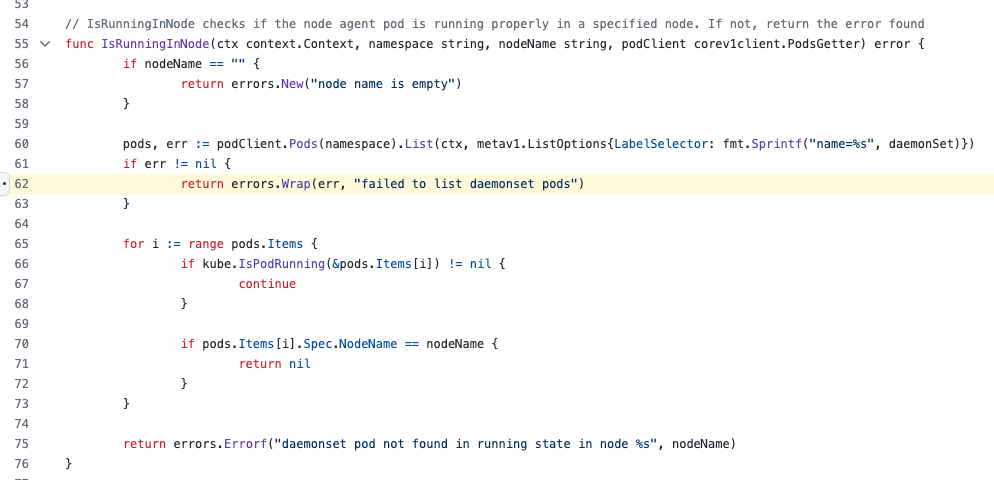 53
54 // IsRunningInNode checks if the node agent pod is running properly in a specified node. If not, return the error found
55 func IsRunningInNode(ctx context.Context, namespace string, nodeName string, podClient corev1client.PodsGetter) error {
56 if nodeName == "" {
57 return errors.New("node name is empty")
58 }
59
60 pods, err := podClient.Pods(namespace).List(ctx, metav1.ListOptions{LabelSelector: fmt.Sprintf("name=%s", daemonSet)})
61 if err != nil {
62 return errors.Wrap(err, "failed to list daemonset pods")
63 }
64
65 for i := range pods.Items {
66 if kube.IsPodRunning(&pods.Items[i]) != nil {
67 continue
68 }
69
70 if pods.Items[i].Spec.NodeName == nodeName {
71 return nil
72 }
73 }
74
75 return errors.Errorf("daemonset pod not found in running state in node %s", nodeName)
76 }